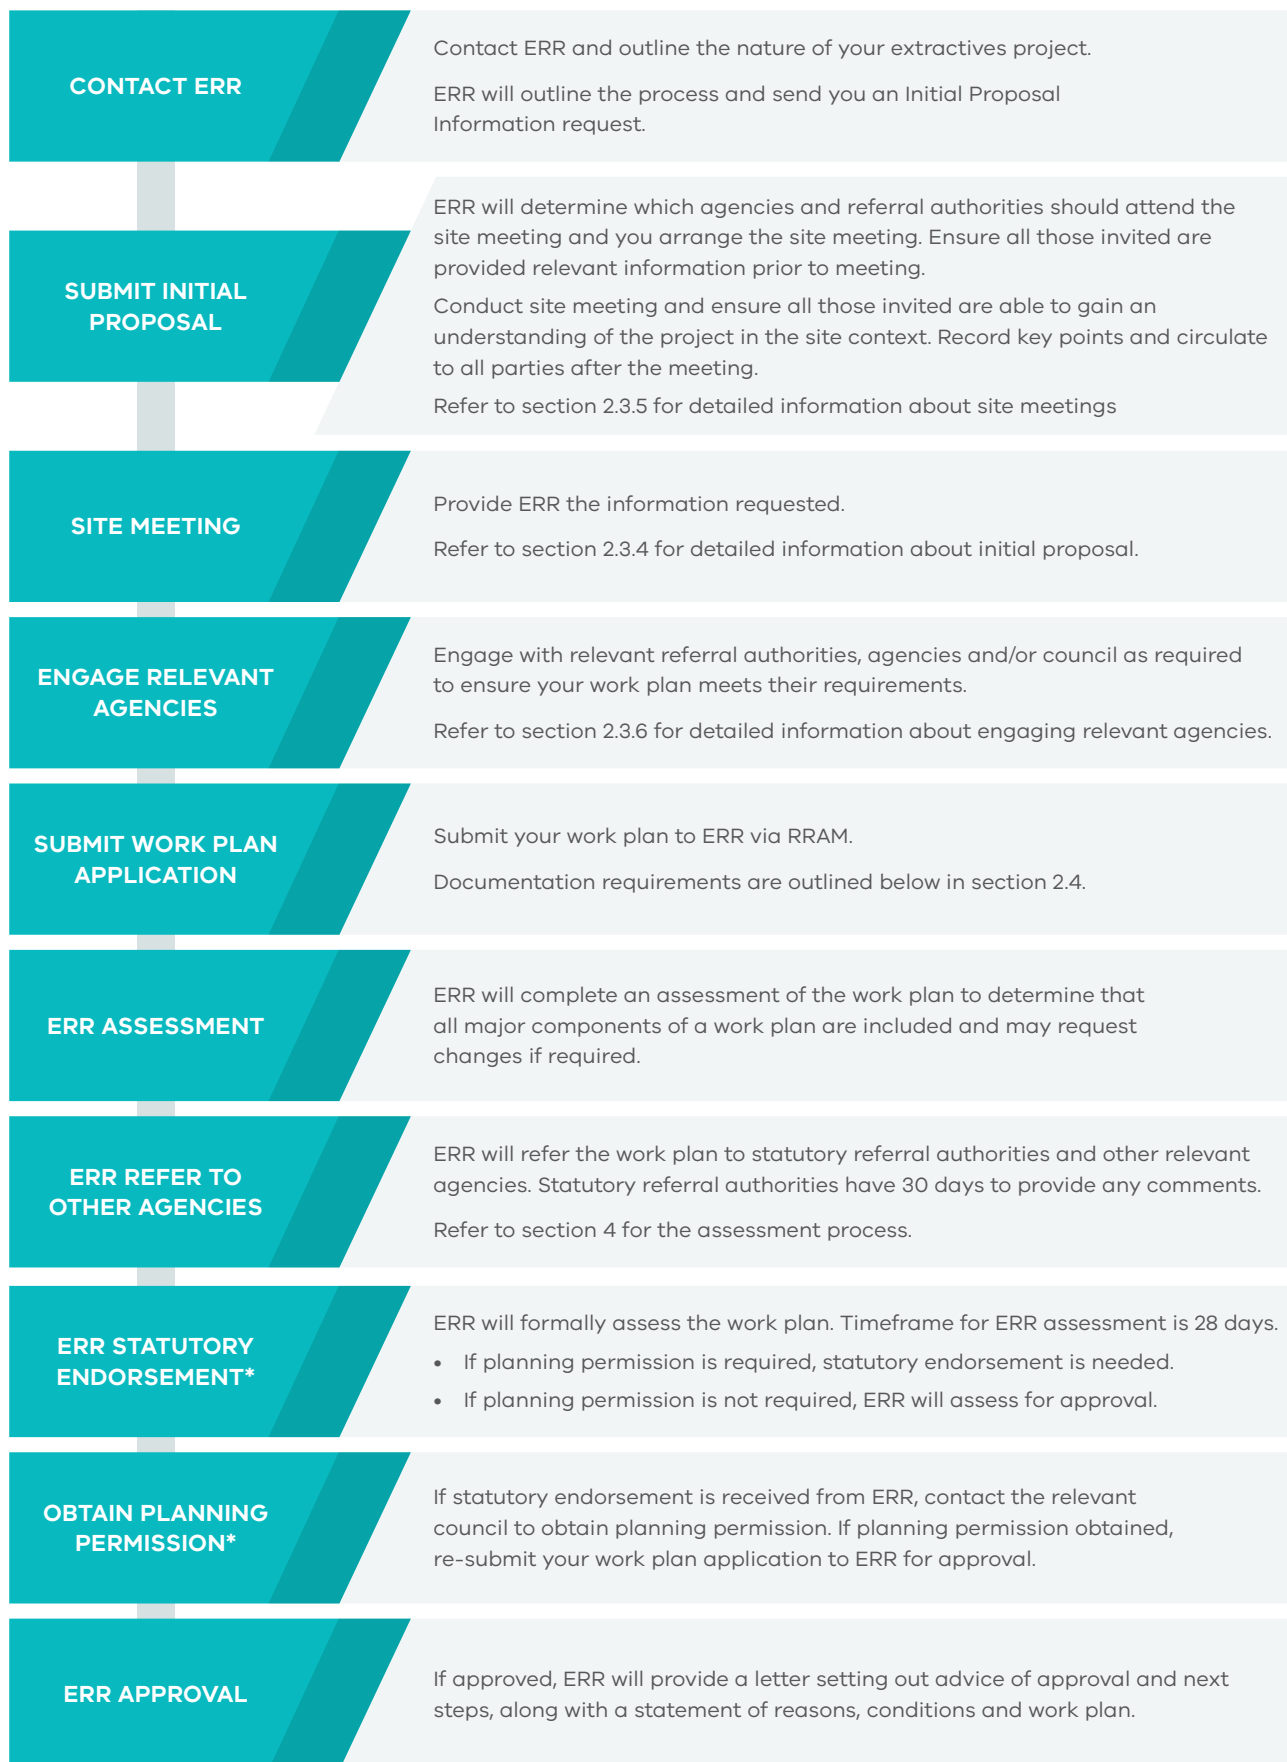 CONTACT ERR
Contact ERR and outline the nature of your extractives project.
ERR will outline the process and send you an Initial Proposal
Information request.
SUBMIT INITIAL
PROPOSAL
ERR will determine which agencies and referral authorities should attend the
site meeting and you arrange the site meeting. Ensure all those invited are
provided relevant information prior to meeting.
Conduct site meeting and ensure all those invited are able to gain an
understanding of the project in the site context. Record key points and circulate
to all parties after the meeting.
Refer to section 2.3.5 for detailed information about site meetings
SITE MEETING
Provide ERR the information requested.
Refer to section 2.3.4 for detailed information about initial proposal.
ENGAGE RELEVANT
AGENCIES
Engage with relevant referral authorities, agencies and/or council as required
to ensure your work plan meets their requirements.
Refer to section 2.3.6 for detailed information about engaging relevant agencies.
SUBMIT WORK PLAN
APPLICATION
Submit your work plan to ERR via RRAM.
Documentation requirements are outlined below in section 2.4.
ERR ASSESSMENT
ERR will complete an assessment of the work plan to determine that
all major components of a work plan are included and may request
changes if required.
ERR REFER TO
OTHER AGENCIES
ERR will refer the work plan to statutory referral authorities and other relevant
agencies. Statutory referral authorities have 30 days to provide any comments.
Refer to section 4 for the assessment process.
ERR STATUTORY
ENDORSEMENT*
ERR will formally assess the work plan. Timeframe for ERR assessment is 28 days.
• If planning permission is required, statutory endorsement is needed.
• If planning permission is not required, ERR will assess for approval.
OBTAIN PLANNING
PERMISSION*
If statutory endorsement is received from ERR, contact the relevant
council to obtain planning permission. If planning permission obtained,
re-submit your work plan application to ERR for approval.
ERR APPROVAL
If approved, ERR will provide a letter setting out advice of approval and next
steps, along with a statement of reasons, conditions and work plan.